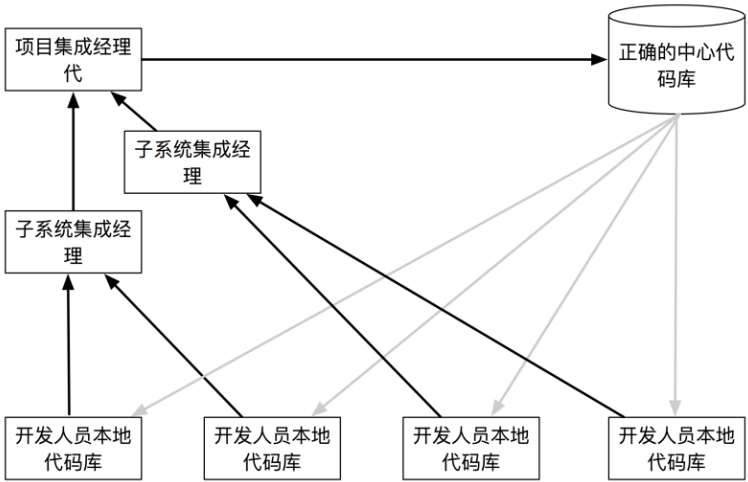 项目集成经理
代
正确的中心代
码库
子系统集成经
理
子系统集成经
理
开发人员本地
代码库
开发人员本地
代码库
开发人员本地
代码库
开发人员本地
代码库